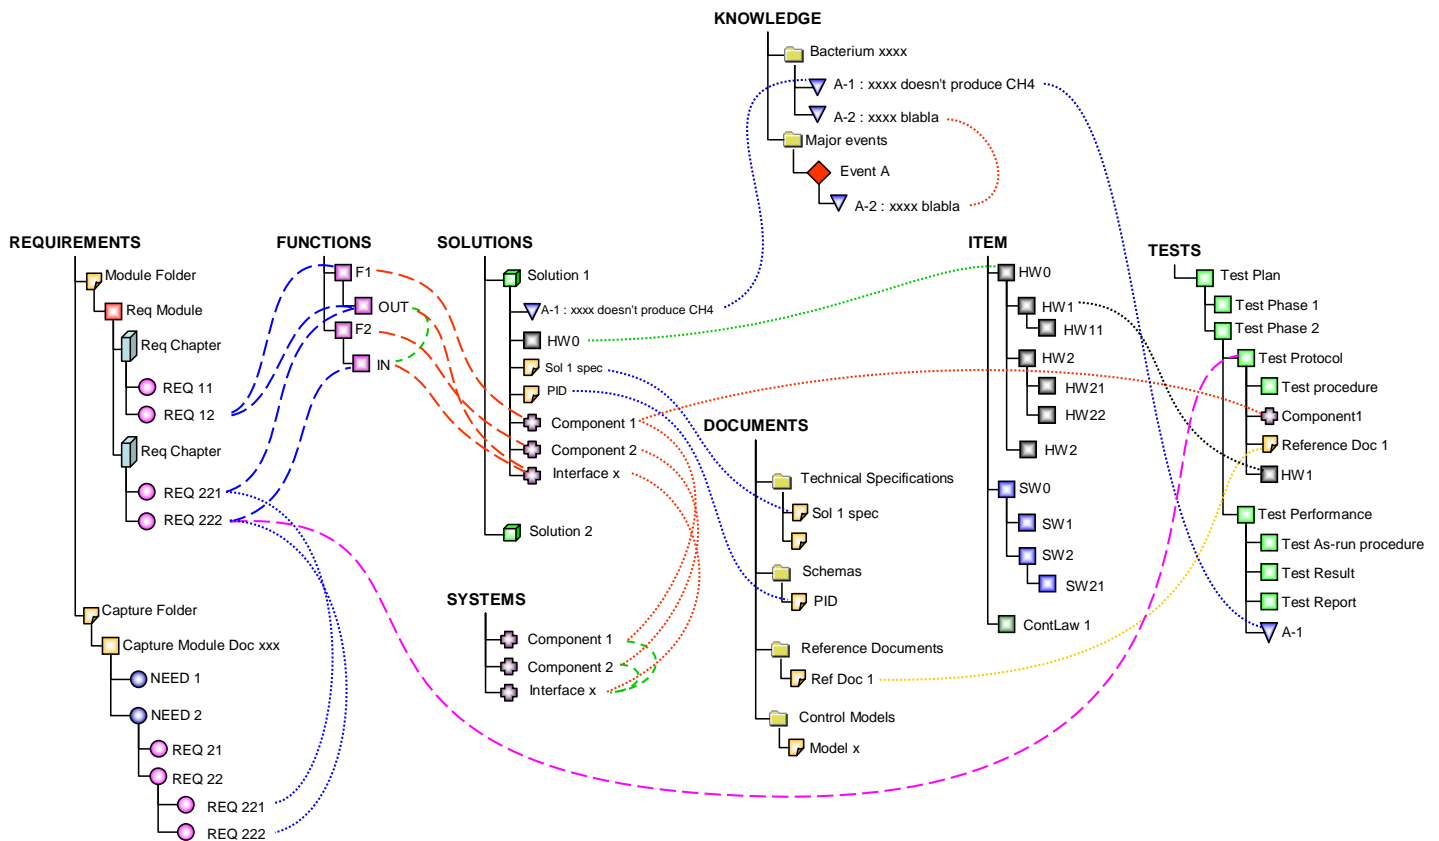 KNOWLEDGE
Bacterium xxxx
A-1 : xxxx doesn't produce CH4
A-2 : xxxx blabla
Major events
Event A
A-2 : xxxx blabla
REQUIREMENTS
Module Folder
Req Module
Req Chapter
REQ 11
REQ 12
Req Chapter
REQ 221
REQ 222
Capture Folder
Capture Module Doc xxx
NEED 1
NEED 2
REQ 21
REQ 22
REQ 221
REQ 222
FUNCTIONS
F1
OUT
F2
IN
SOLUTIONS
Solution 1
A-1 : xxxx doesn't produce CH4
HW0
Sol 1 spec
PID
Component 1
Component 2
Interface x
Solution 2
SYSTEMS
Component 1
Component 2
Interface x
DOCUMENTS
Technical Specifications
Sol 1 spec
Schemas
PID
Reference Documents
Ref Doc 1
Control Models
Model x
ITEM
HW0
HW1
HW11
HW2
HW21
HW22
HW2
SW0
SW1
SW2
SW21
ContLaw 1
TESTS
Test Plan
Test Phase 1
Test Phase 2
Test Protocol
Test procedure
Component1
Reference Doc 1
HW1
Test Performance
Test As-run procedure
Test Result
Test Report
A-1